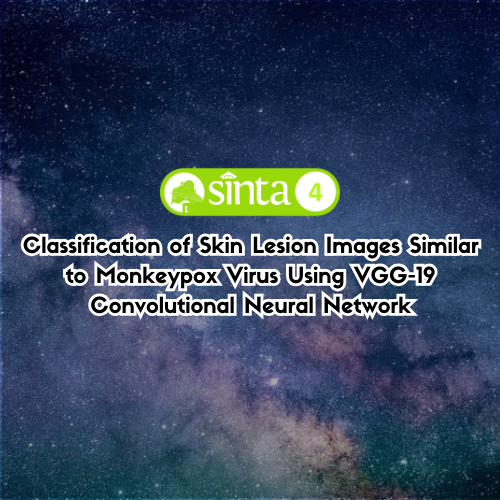 sinta 4
Classification of Skin Lesion Images Similar
to Monkeypox Virus Using VGG-19
Convolutional Neural Network